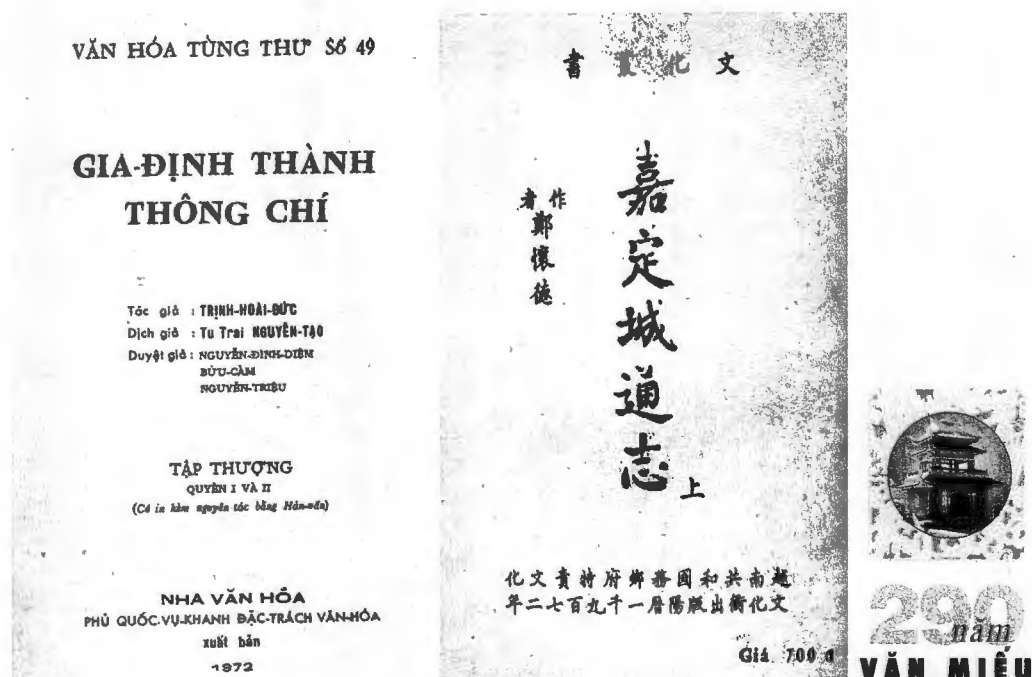 VĂN HÓA TÙNG THƯ Số 49
GIA-ĐỊNH THÀNH
THÔNG CHÍ
Tác giả : TRỊNH-HOÀI-ĐỨC
Dịch giả : Tu Trai NGUYỄN-TẠO
Duyệt giả : NGUYỄN-ĐÌNH-DIỆM
BỬU-CẦM
NGUYỄN-TRIỆU
TẬP THƯỢNG
QUYỂN I VÀ II
(Có in kèm nguyên tác bằng Hán-văn)
NHA VĂN HÓA
PHỦ QUỐC-VỤ-KHANH ĐẶC-TRÁCH VĂN-HÓA
xuất bản
1972
書 化 文
嘉定城通志
上
作者
鄭懷德
化文責特府鄉務國和共南越
年二七百九千一曆陽版出衙化文
Giá 700 đ
290
năm
VĂN MIẾU